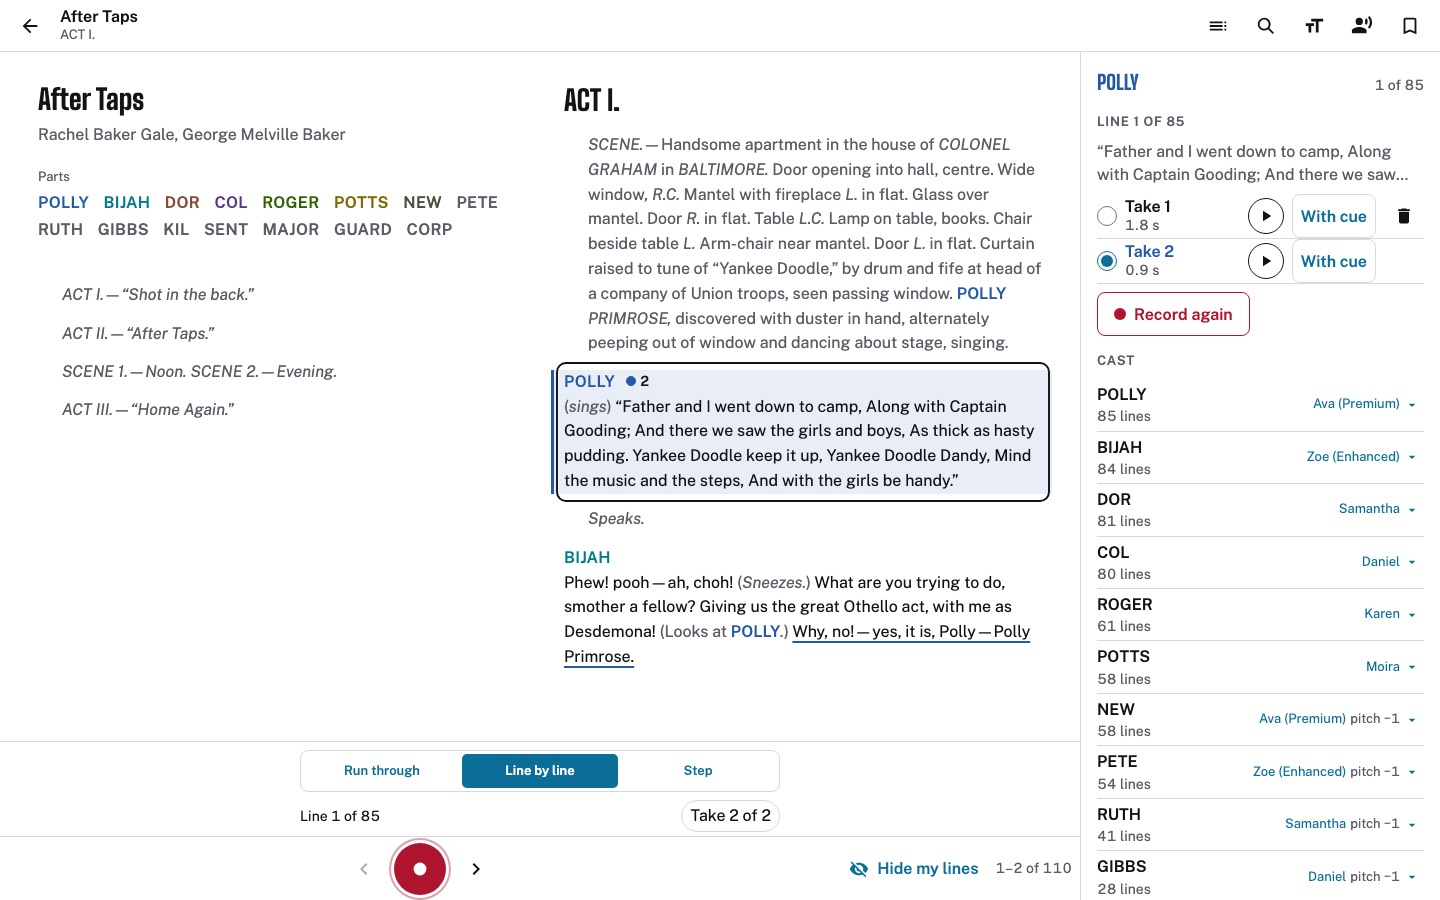 After Taps
ACT I.
After Taps
Rachel Baker Gale, George Melville Baker
Parts
POLLY BIJAH DOR COL ROGER POTTS NEW PETE
RUTH GIBBS KIL SENT MAJOR GUARD CORP
ACT I.—“Shot in the back.”
ACT II.—“After Taps.”
SCENE 1.—Noon. SCENE 2.—Evening.
ACT III.—“Home Again.”
ACT I.
SCENE.—Handsome apartment in the house of COLONEL
GRAHAM in BALTIMORE. Door opening into hall, centre. Wide
window, R.C. Mantel with fireplace L. in flat. Glass over
mantel. Door R. in flat. Table L.C. Lamp on table, books. Chair
beside table L. Arm-chair near mantel. Door L. in flat. Curtain
raised to tune of “Yankee Doodle,” by drum and fife at head of
a company of Union troops, seen passing window. POLLY
PRIMROSE, discovered with duster in hand, alternately
peeping out of window and dancing about stage, singing.
POLLY 2
(sings) “Father and I went down to camp, Along with Captain
Gooding; And there we saw the girls and boys, As thick as hasty
pudding. Yankee Doodle keep it up, Yankee Doodle Dandy, Mind
the music and the steps, And with the girls be handy.”
Speaks.
BIJAH
Phew! pooh—ah, choh! (Sneezes.) What are you trying to do,
smother a fellow? Giving us the great Othello act, with me as
Desdemona! (Looks at POLLY.) Why, no!—yes, it is, Polly—Polly
Primrose.
Run through
Line by line
Step
Line 1 of 85
Take 2 of 2
Hide my lines
1–2 of 110
POLLY
1 of 85
LINE 1 OF 85
“Father and I went down to camp, Along
with Captain Gooding; And there we saw...
Take 1
1.8 s
With cue
Take 2
0.9 s
With cue
Record again
CAST
POLLY
85 lines
Ava (Premium)
BIJAH
84 lines
Zoe (Enhanced)
DOR
81 lines
Samantha
COL
80 lines
Daniel
ROGER
61 lines
Karen
POTTS
58 lines
Moira
NEW
58 lines
Ava (Premium) pitch −1
PETE
54 lines
Zoe (Enhanced) pitch −1
RUTH
41 lines
Samantha pitch −1
GIBBS
28 lines
Daniel pitch −1